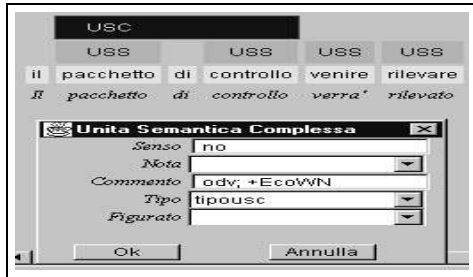 USC
USS USS USS USS
il pacchetto di controllo venire rilevare
Il pacchetto di controllo verra' rilevato
Unita Semantica Complessa
Senso no
Nota
Commento odv; +EcoWN
Tipo tipousc
Figurato
Ok Annulla